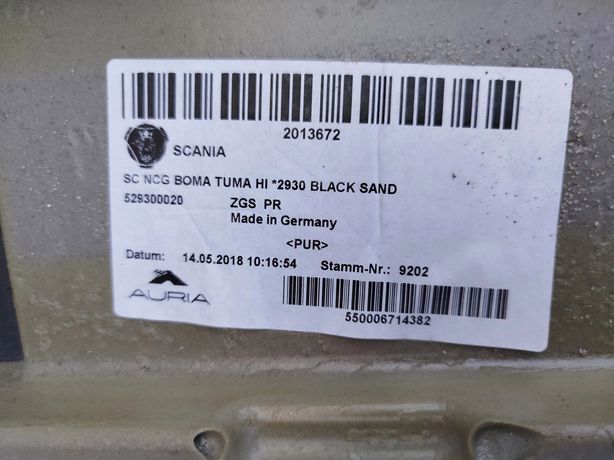 2013672
SCANIA
SC NCG BOMA TUMA HI *2930 BLACK SAND
529300020 ZGS PR
Made in Germany
<PUR>
Datum: 14.05.2018 10:16:54 Stamm-Nr.: 9202
AURIA
550006714382